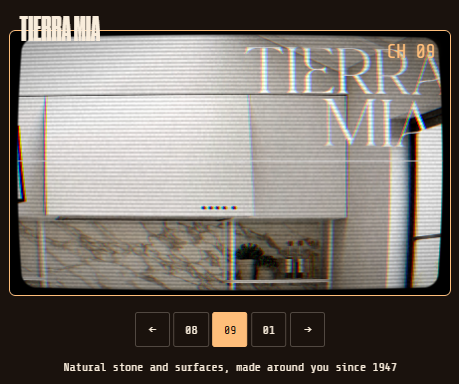 TIERRA MIA
CH 09
TIERRA
MIA
← 08 09 01 →
Natural stone and surfaces, made around you since 1947